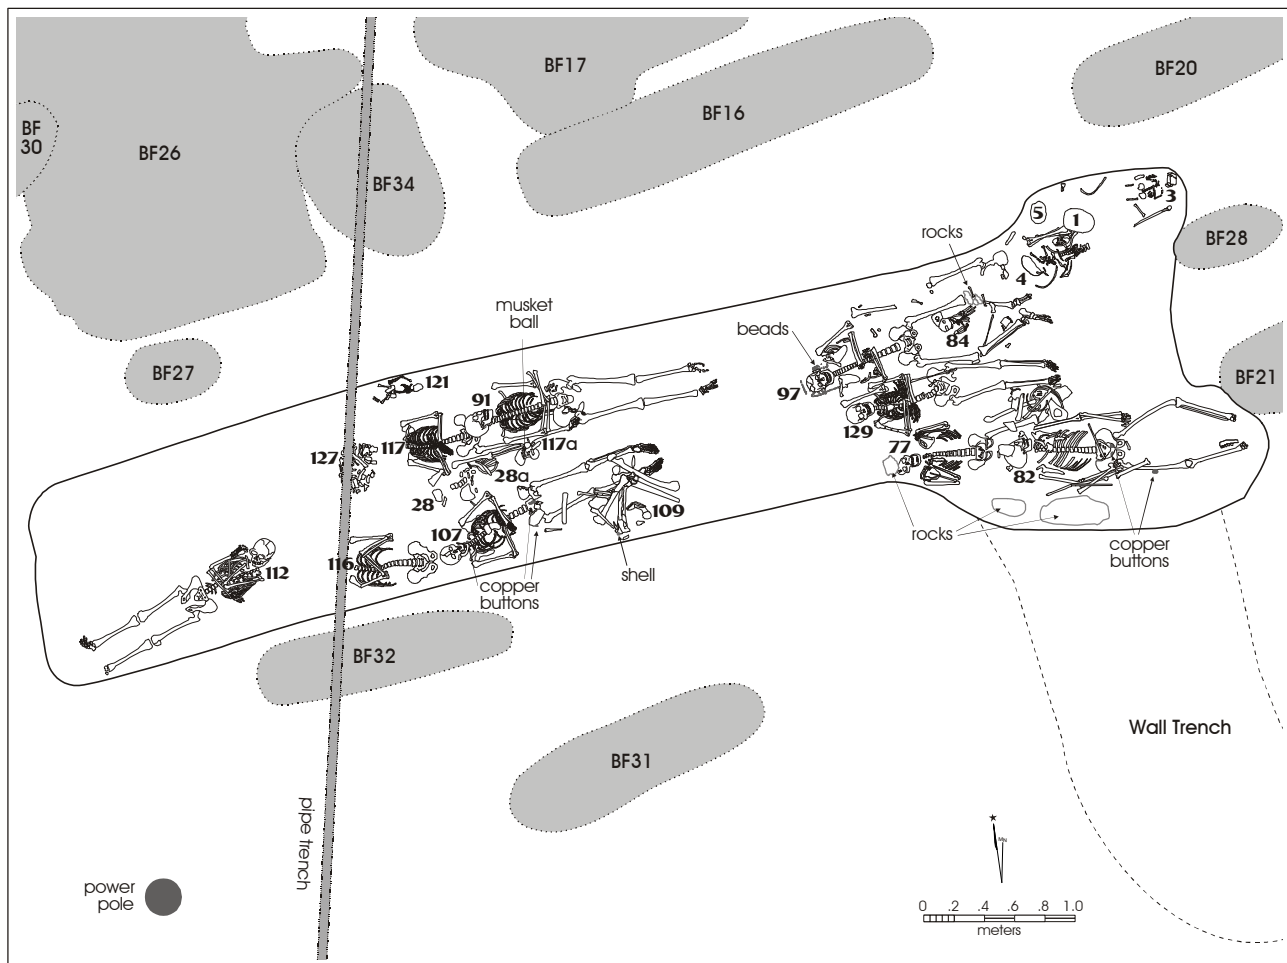 BF17
BF20
BF16
BF
30
BF26
BF34
3
5
1
BF28
rocks
4
musket
ball
84
beads
BF21
BF27
121
91
97
129
117
117a
77
127
28a
82
28
109
107
rocks
copper
buttons
116
112
shell
copper
buttons
BF32
Wall Trench
BF31
pipe trench
MN
power
pole
0 .2 .4 .6 .8 1.0
meters